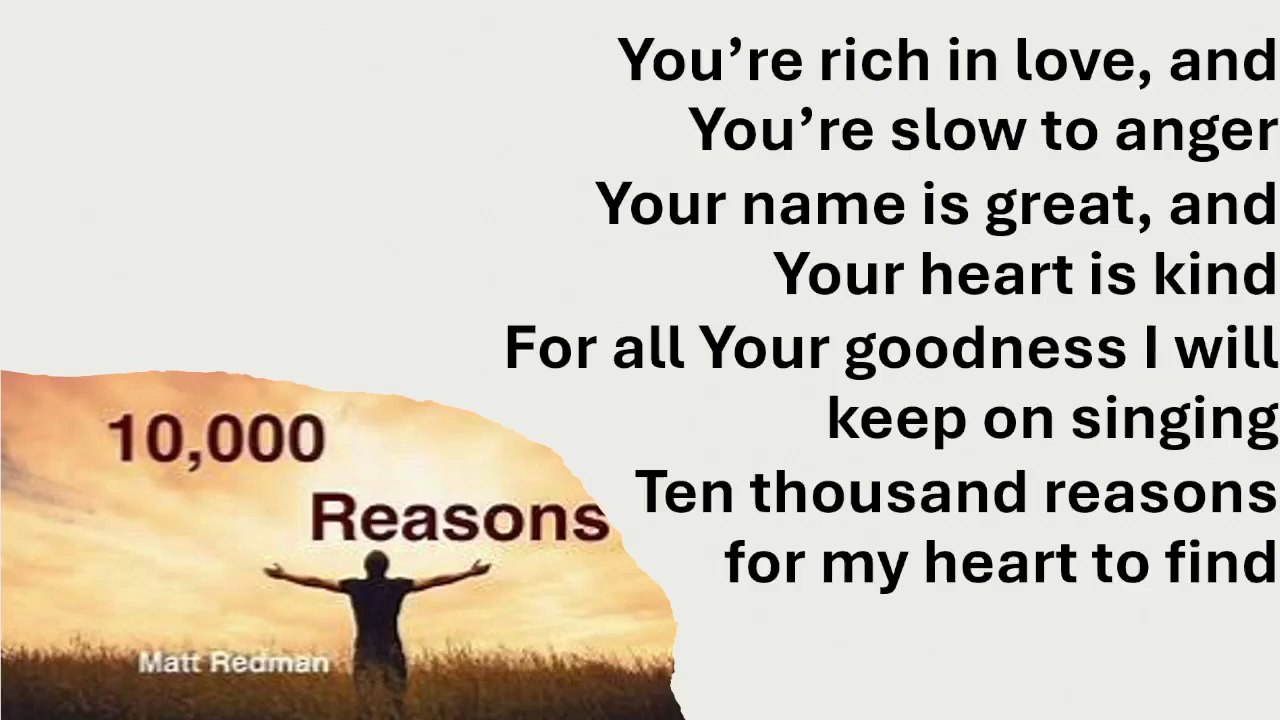 You’re rich in love, and
You’re slow to anger
Your name is great, and
Your heart is kind
For all Your goodness I will
keep on singing
Ten thousand reasons
for my heart to find
10,000
Reasons
Matt Redman